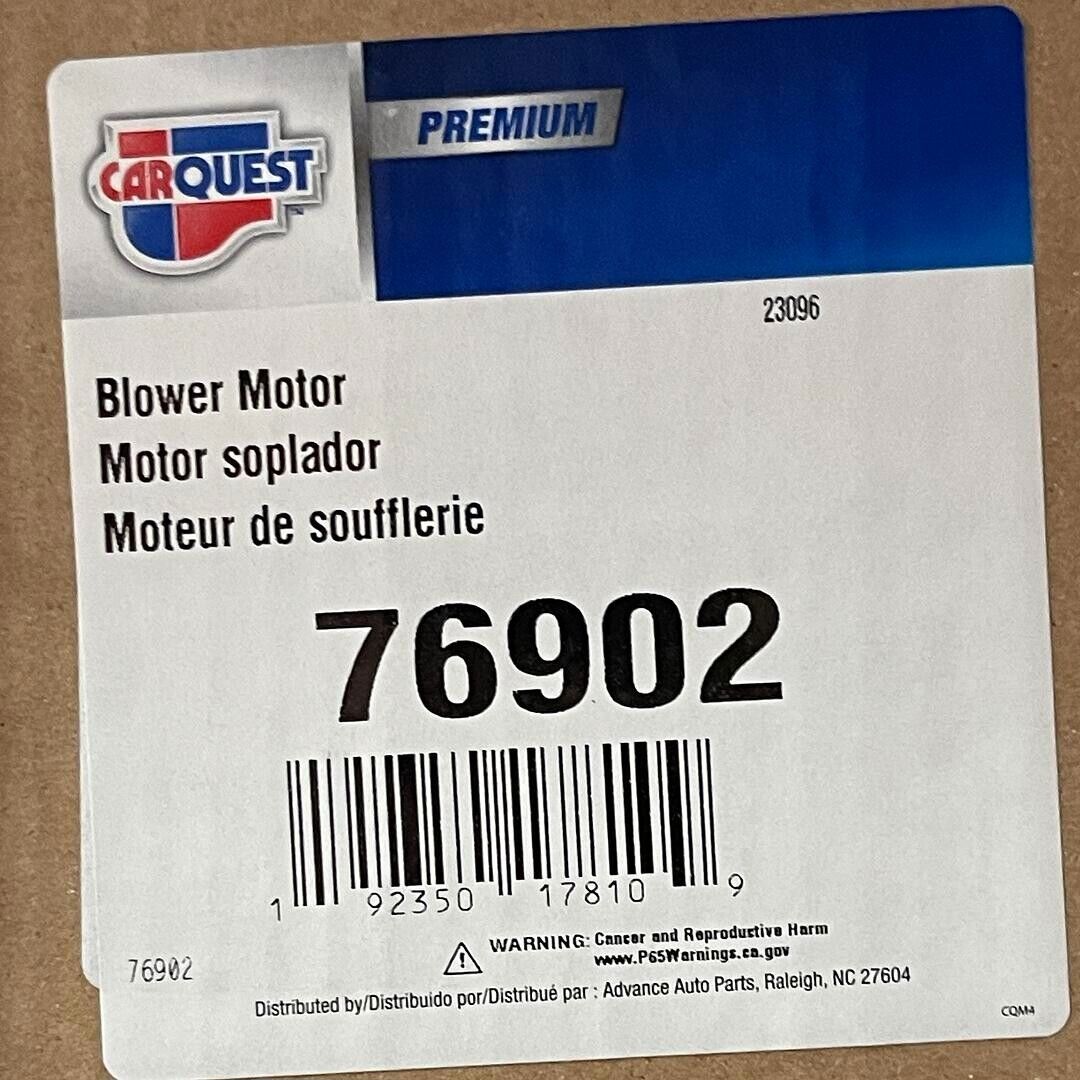 CARQUEST
PREMIUM
23096
Blower Motor
Motor soplador
Moteur de soufflerie
76902
1 92350 17810 9
WARNING: Cancer and Reproductive Harm
www.P65Warnings.ca.gov
76902
Distributed by/Distribuido por/Distribué par : Advance Auto Parts, Raleigh, NC 27604
CQM4